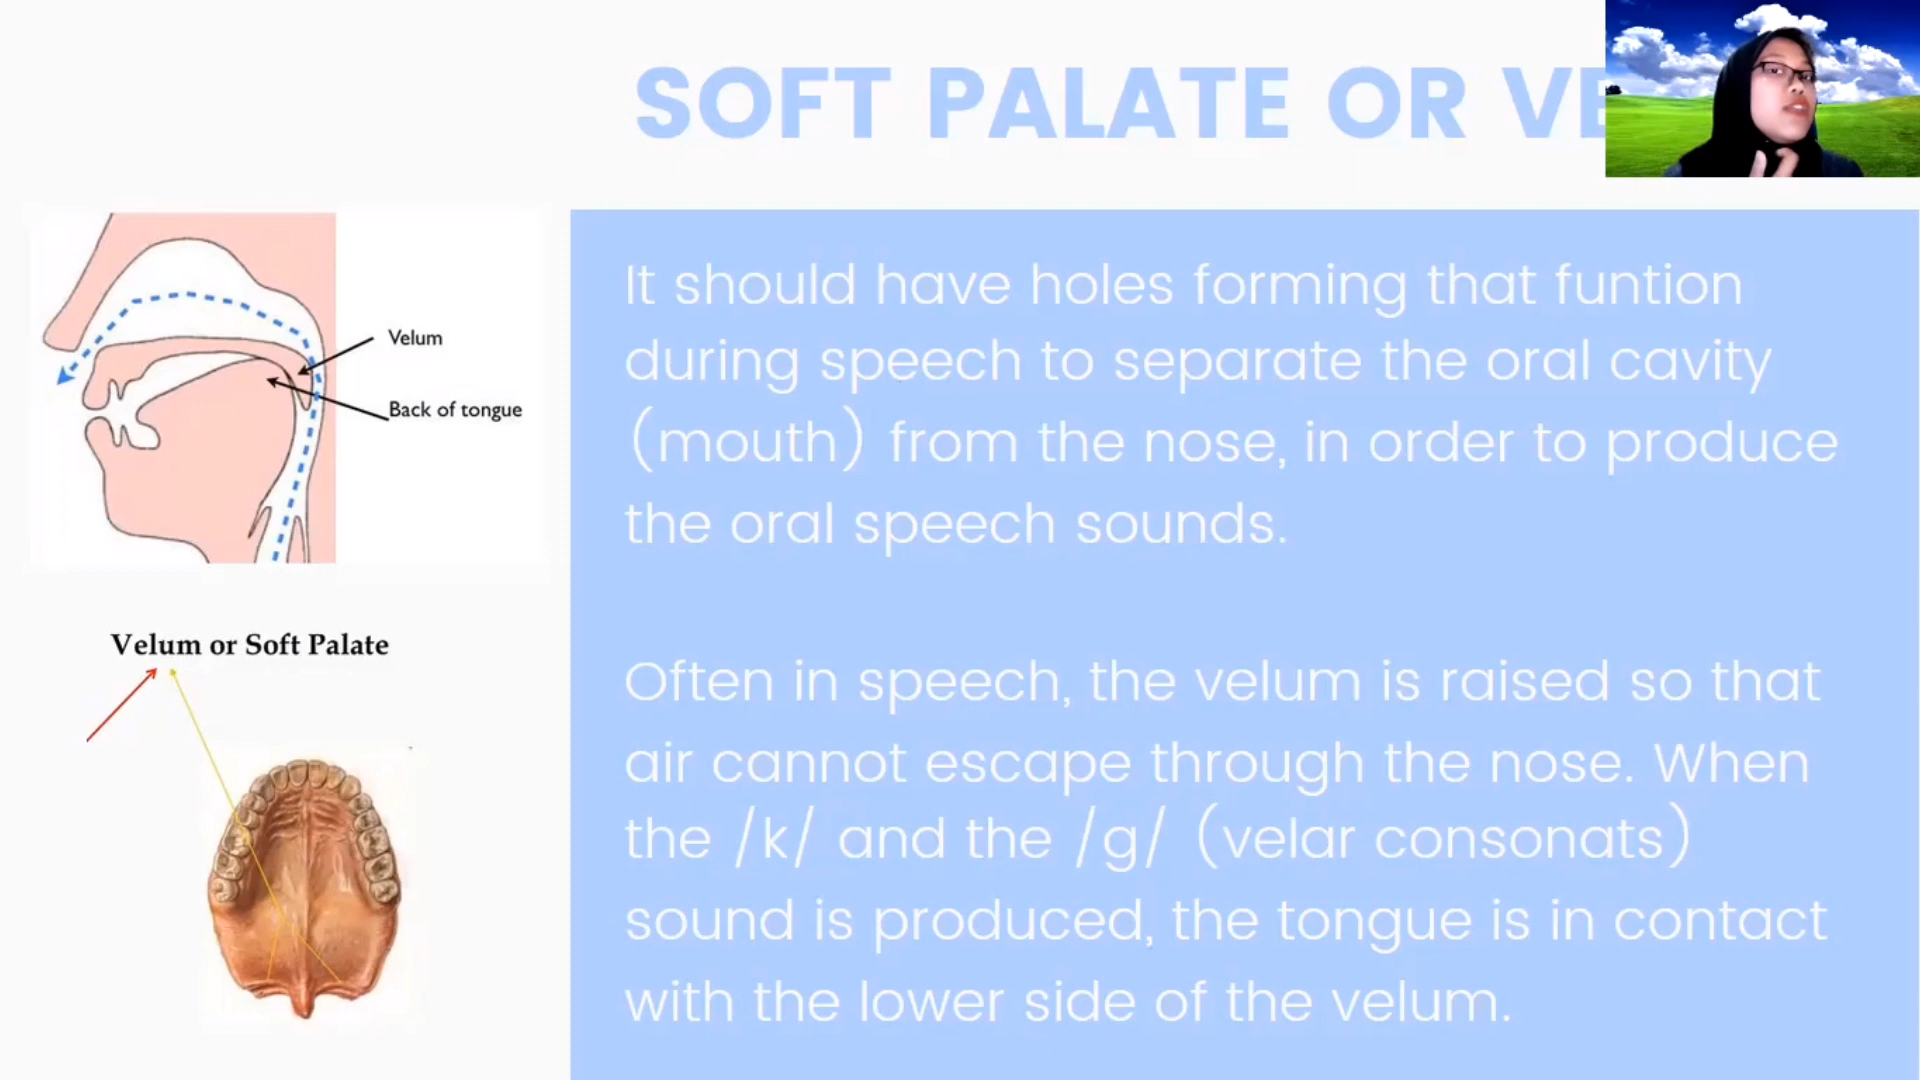 SOFT PALATE OR VE
Velum
Back of tongue
Velum or Soft Palate
It should have holes forming that funtion
during speech to separate the oral cavity
(mouth) from the nose, in order to produce
the oral speech sounds.
Often in speech, the velum is raised so that
air cannot escape through the nose. When
the /k/ and the /g/ (velar consonats)
sound is produced, the tongue is in contact
with the lower side of the velum.